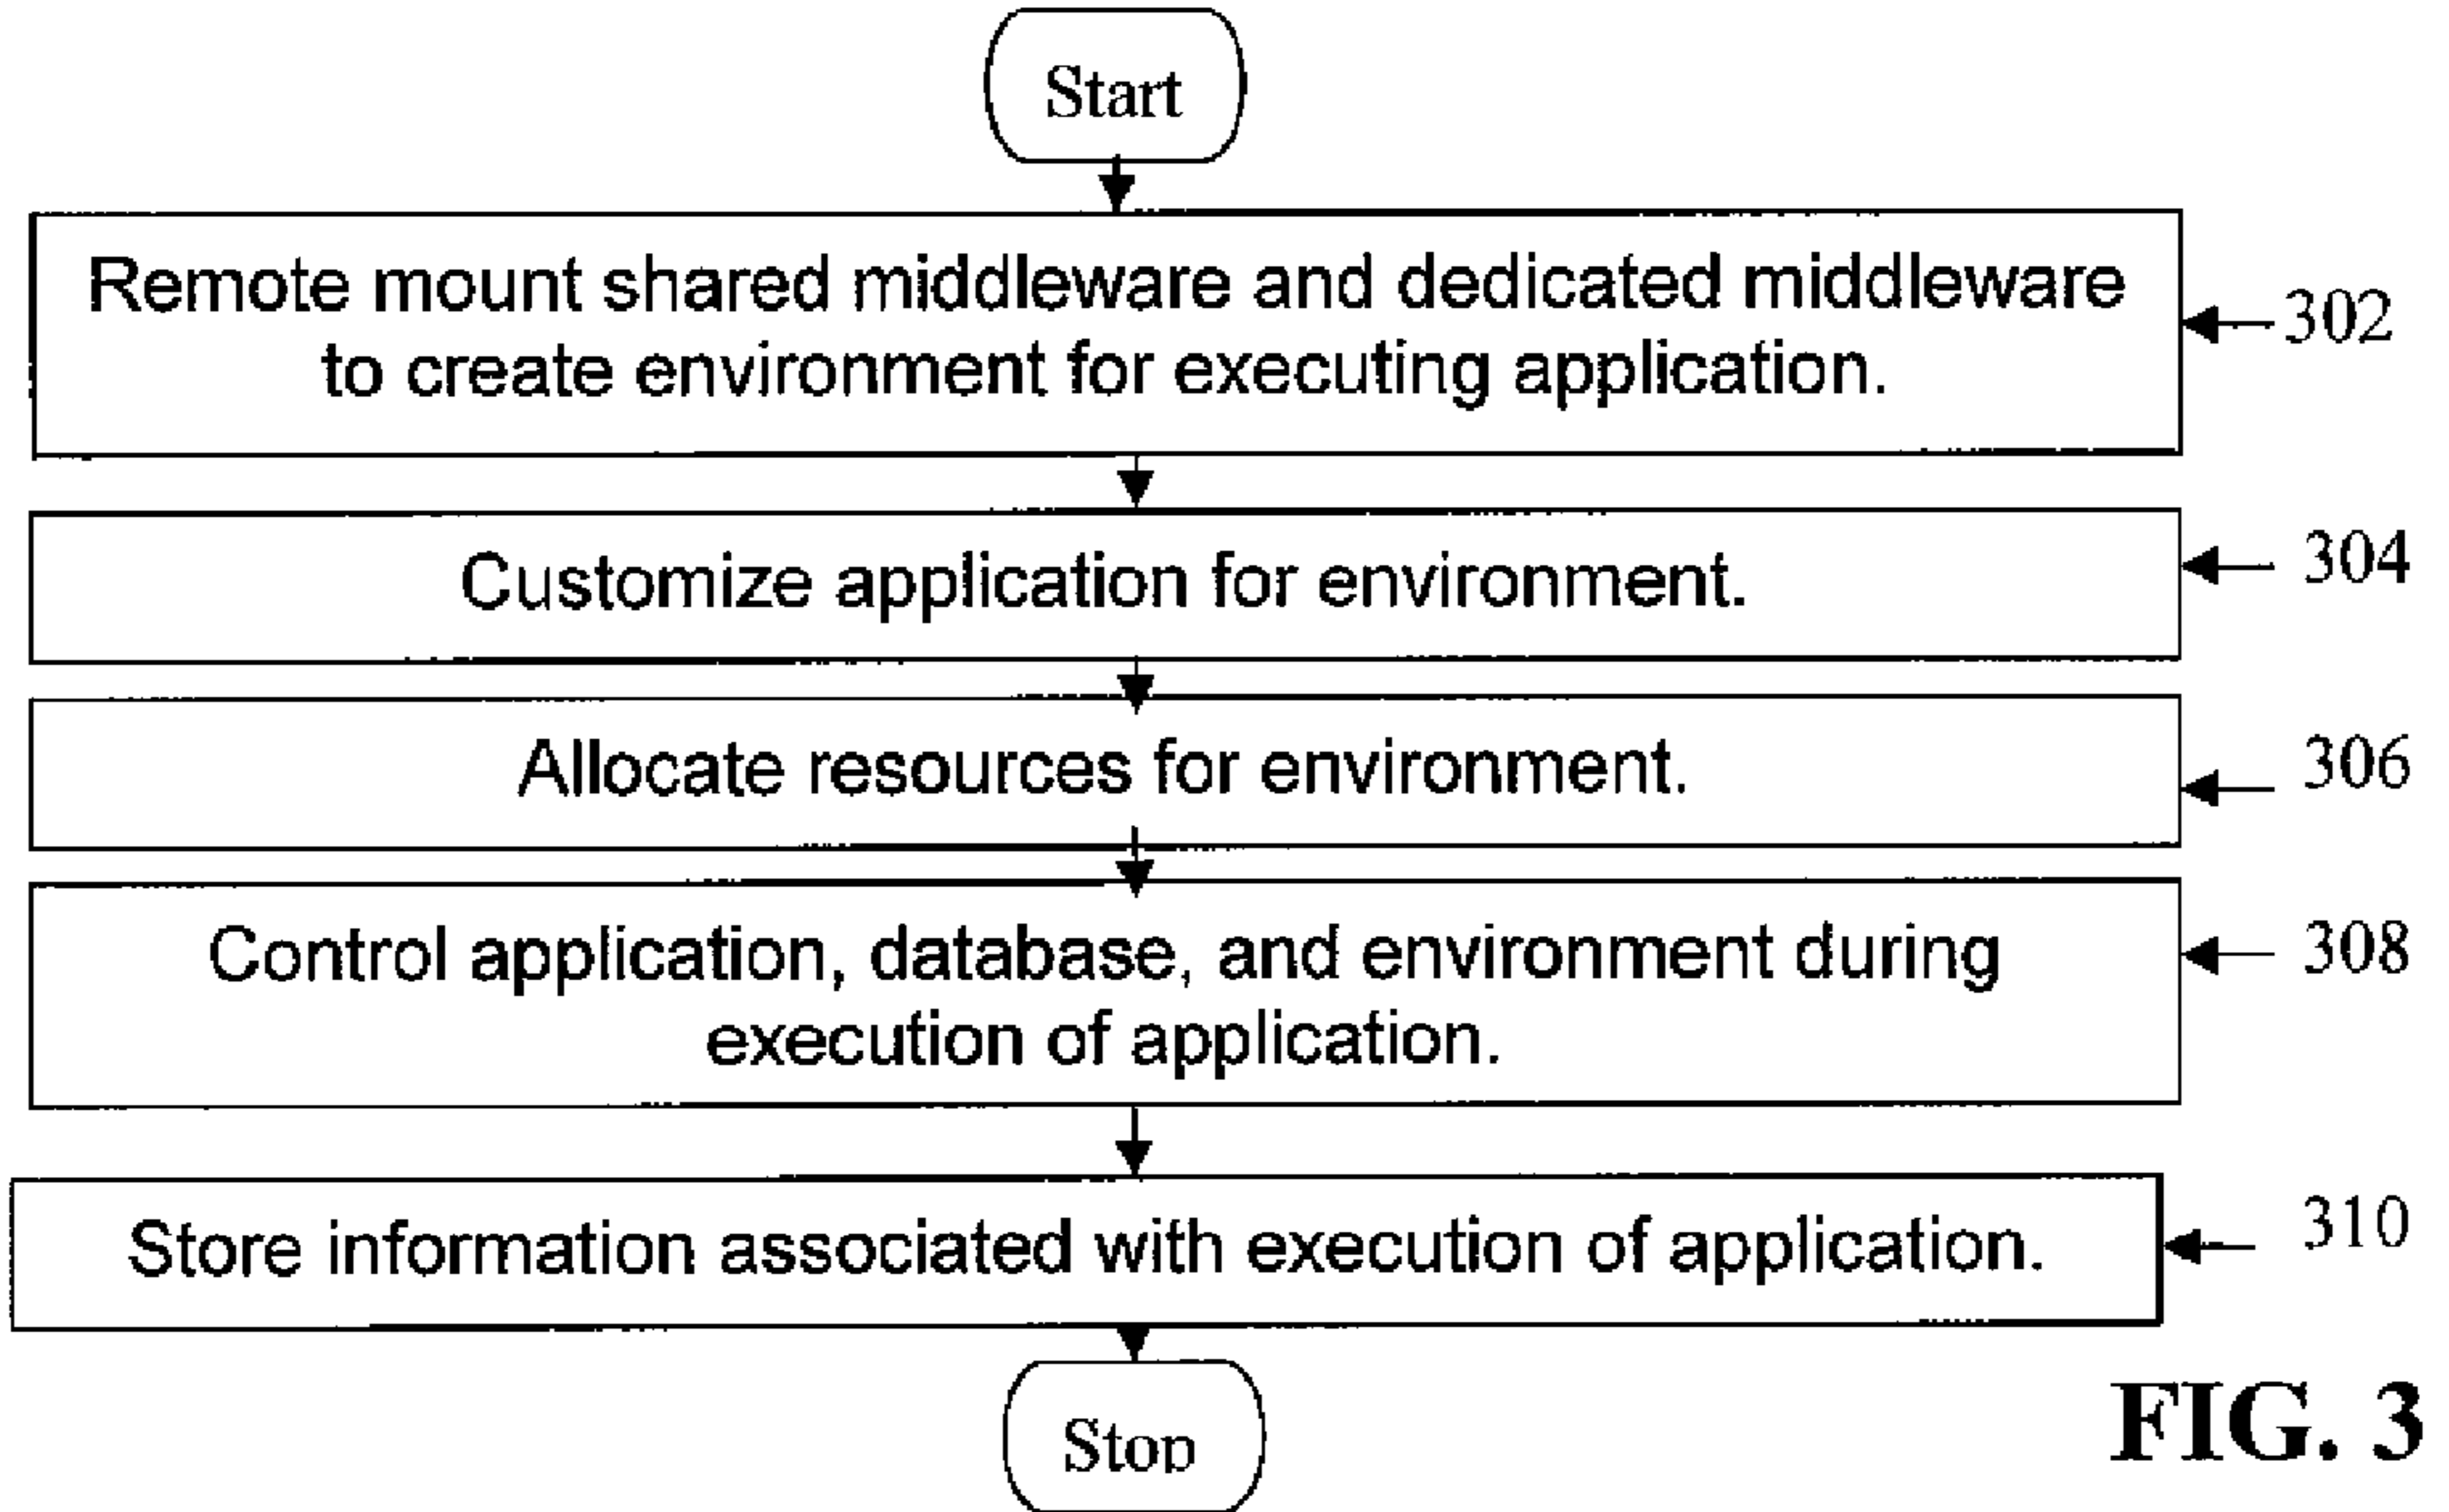 Start
Remote mount shared middleware and dedicated middleware
to create environment for executing application.
302
Customize application for environment.
304
Allocate resources for environment.
306
Control application, database, and environment during
execution of application.
308
Store information associated with execution of application.
310
Stop
FIG. 3